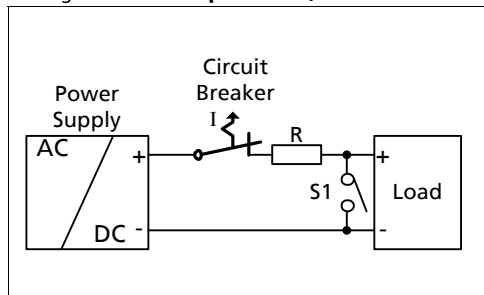 Circuit
Breaker
Power
Supply
I
R
AC
+
+
S1
Load
DC
-
-